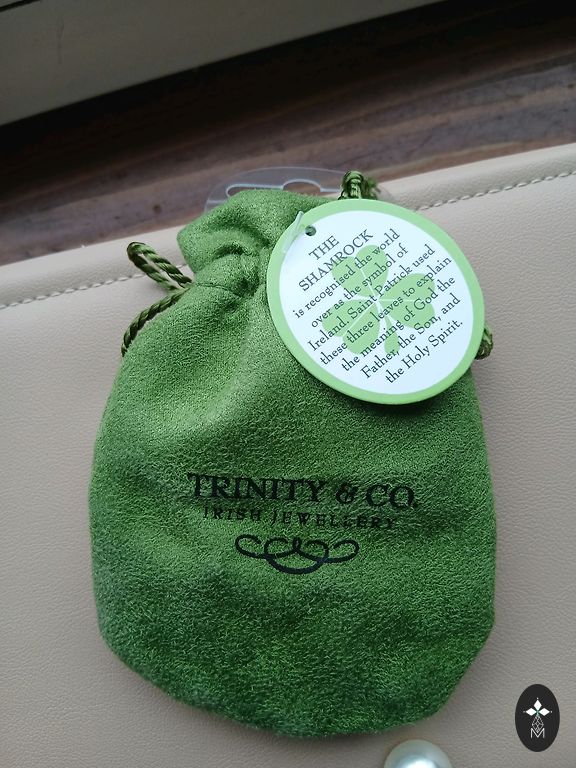 THE
SHAMROCK
is recognised the world
over as the symbol of
Ireland. Saint Patrick used
these three leaves to explain
the meaning of God the
Father, the Son, and
the Holy Spirit.
TRINITY & CO.
IRISH JEWELLERY